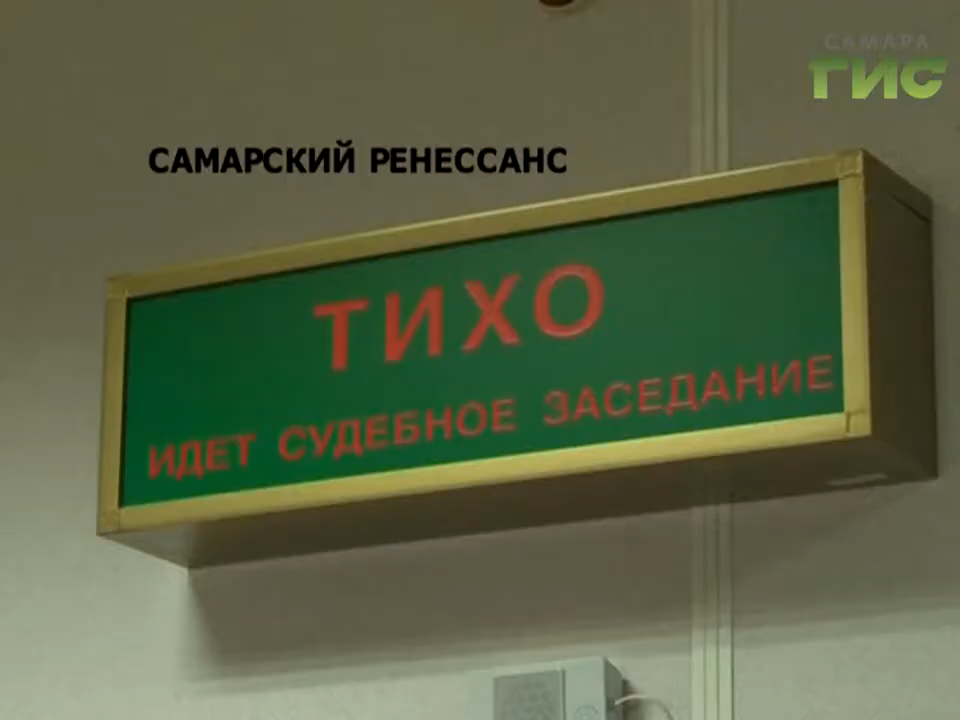 САМАРА
ГИС
САМАРСКИЙ РЕНЕССАНС
ТИХО
ИДЕТ СУДЕБНОЕ ЗАСЕДАНИЕ